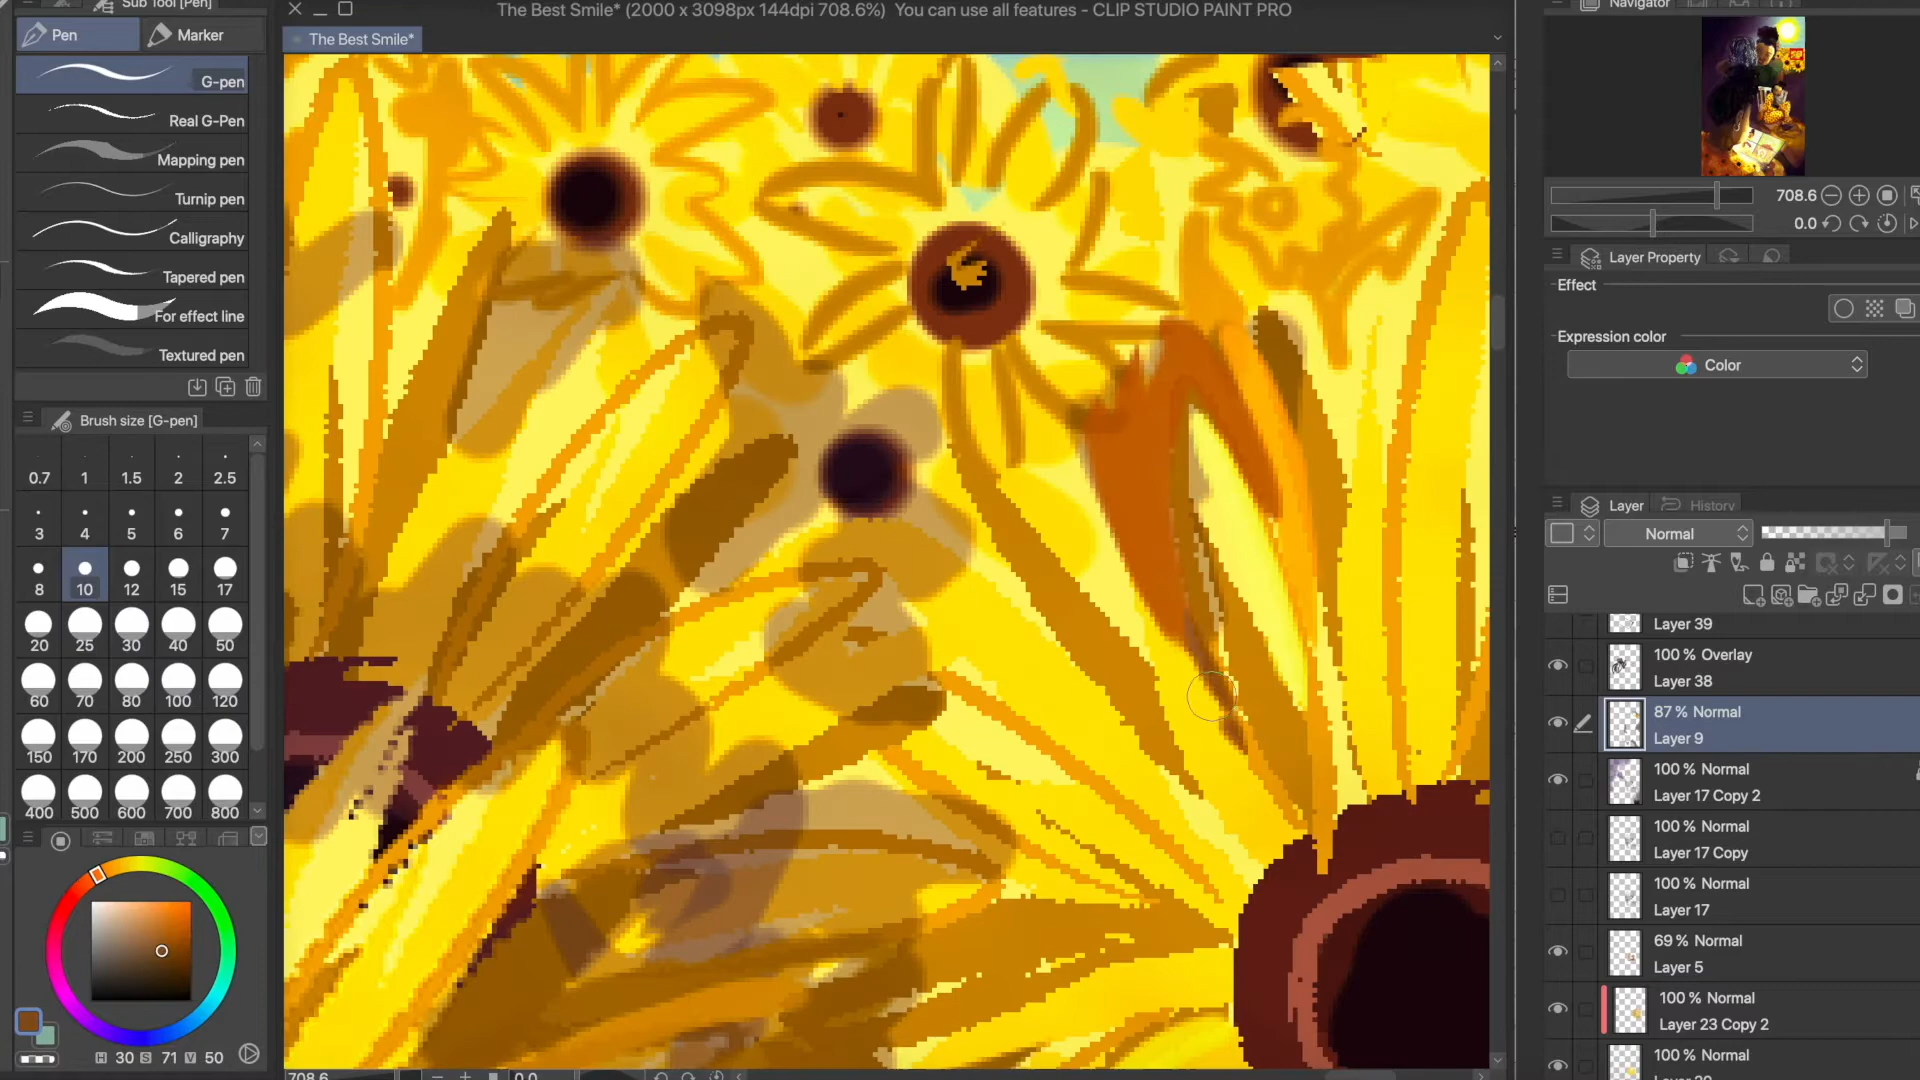 Sub Tool [Pen]
The Best Smile* (2000 x 3098px 144dpi 708.6%) You can use all features - CLIP STUDIO PAINT PRO
Navigator
Pen
Marker
The Best Smile*
G-pen
Real G-Pen
Mapping pen
Turnip pen
Calligraphy
Tapered pen
For effect line
Textured pen
Brush size [G-pen]
0.7 1 1.5 2 2.5
3 4 5 6 7
8 10 12 15 17
20 25 30 40 50
60 70 80 100 120
150 170 200 250 300
400 500 600 700 800
H 30 S 71 V 50
708.6
0.0
708.6
0.0
Layer Property
Effect
Expression color
Color
Layer
History
Normal
Layer 39
100 % Overlay
Layer 38
87 % Normal
Layer 9
100 % Normal
Layer 17 Copy 2
100 % Normal
Layer 17 Copy
100 % Normal
Layer 17
69 % Normal
Layer 5
100 % Normal
Layer 23 Copy 2
100 % Normal